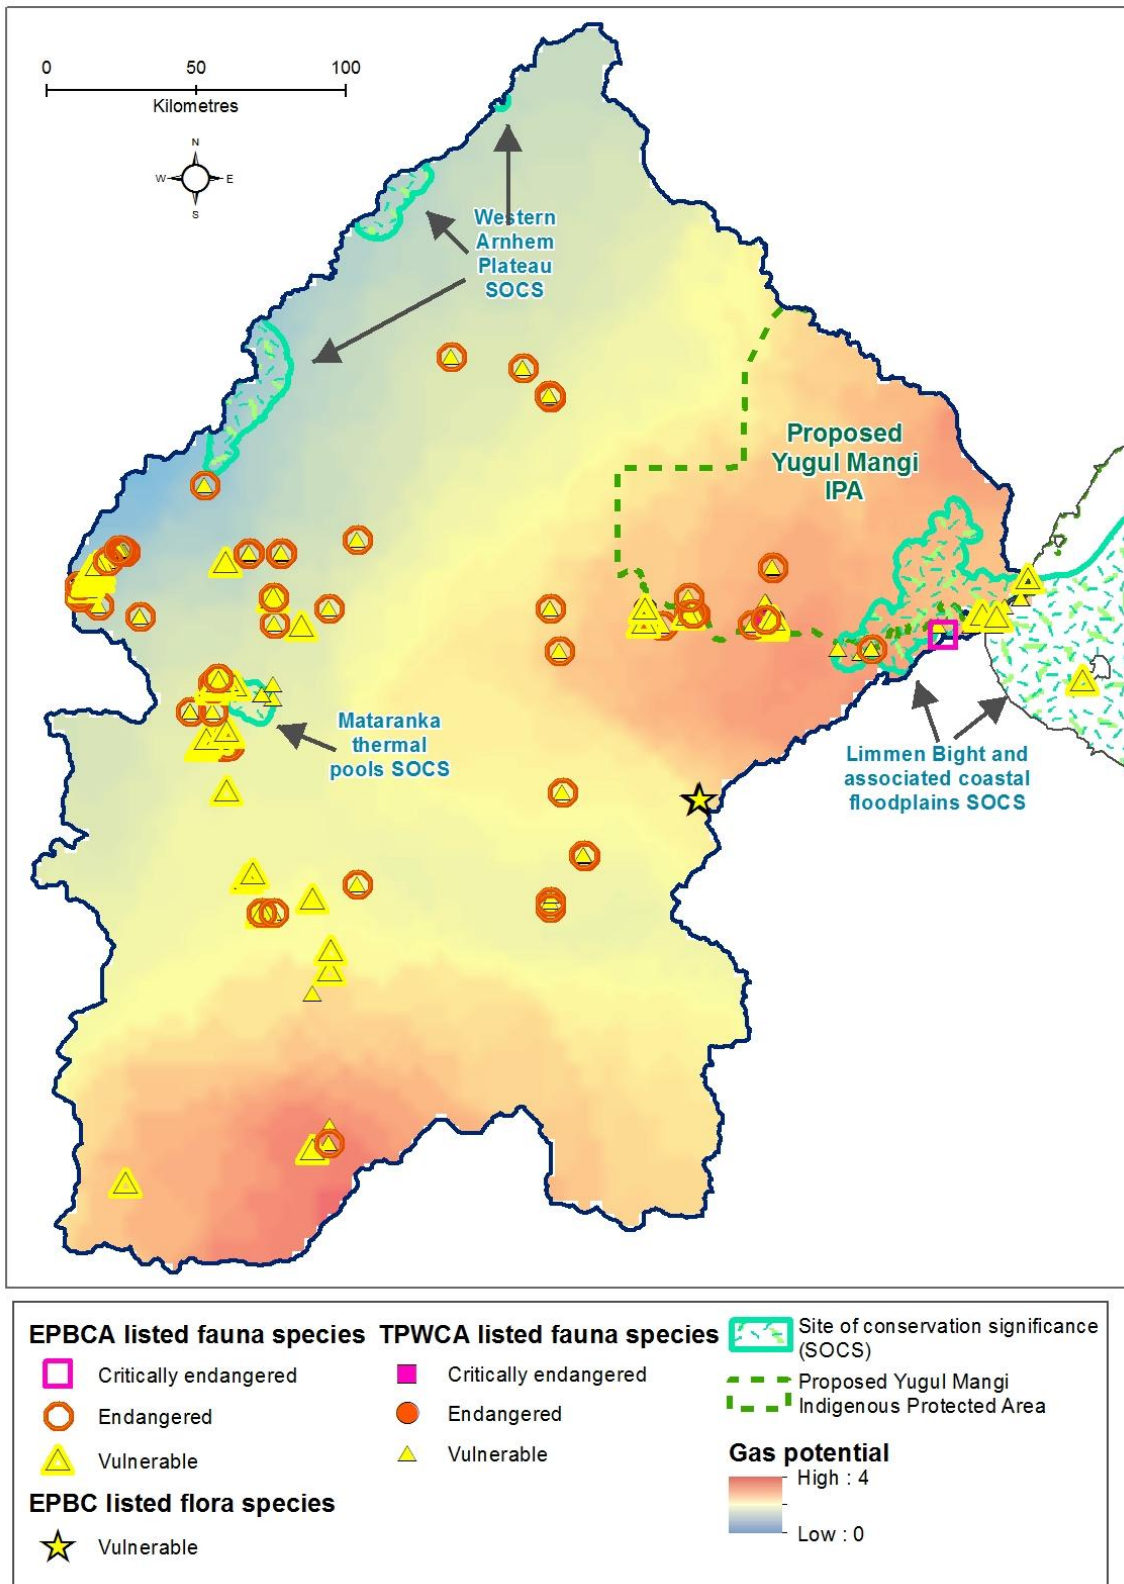 0 50 100
Kilometres
N
W E
S
Western
Arnhem
Plateau
SOCS
Proposed
Yugul Mangi
IPA
Mataranka
thermal
pools SOCS
Limmen Bight and
associated coastal
floodplains SOCS
EPBCA listed fauna species
Critically endangered
Endangered
Vulnerable
EPBC listed flora species
Vulnerable
TPWCA listed fauna species
Critically endangered
Endangered
Vulnerable
Site of conservation significance
(SOCS)
Proposed Yugul Mangi
Indigenous Protected Area
Gas potential
High : 4
Low : 0